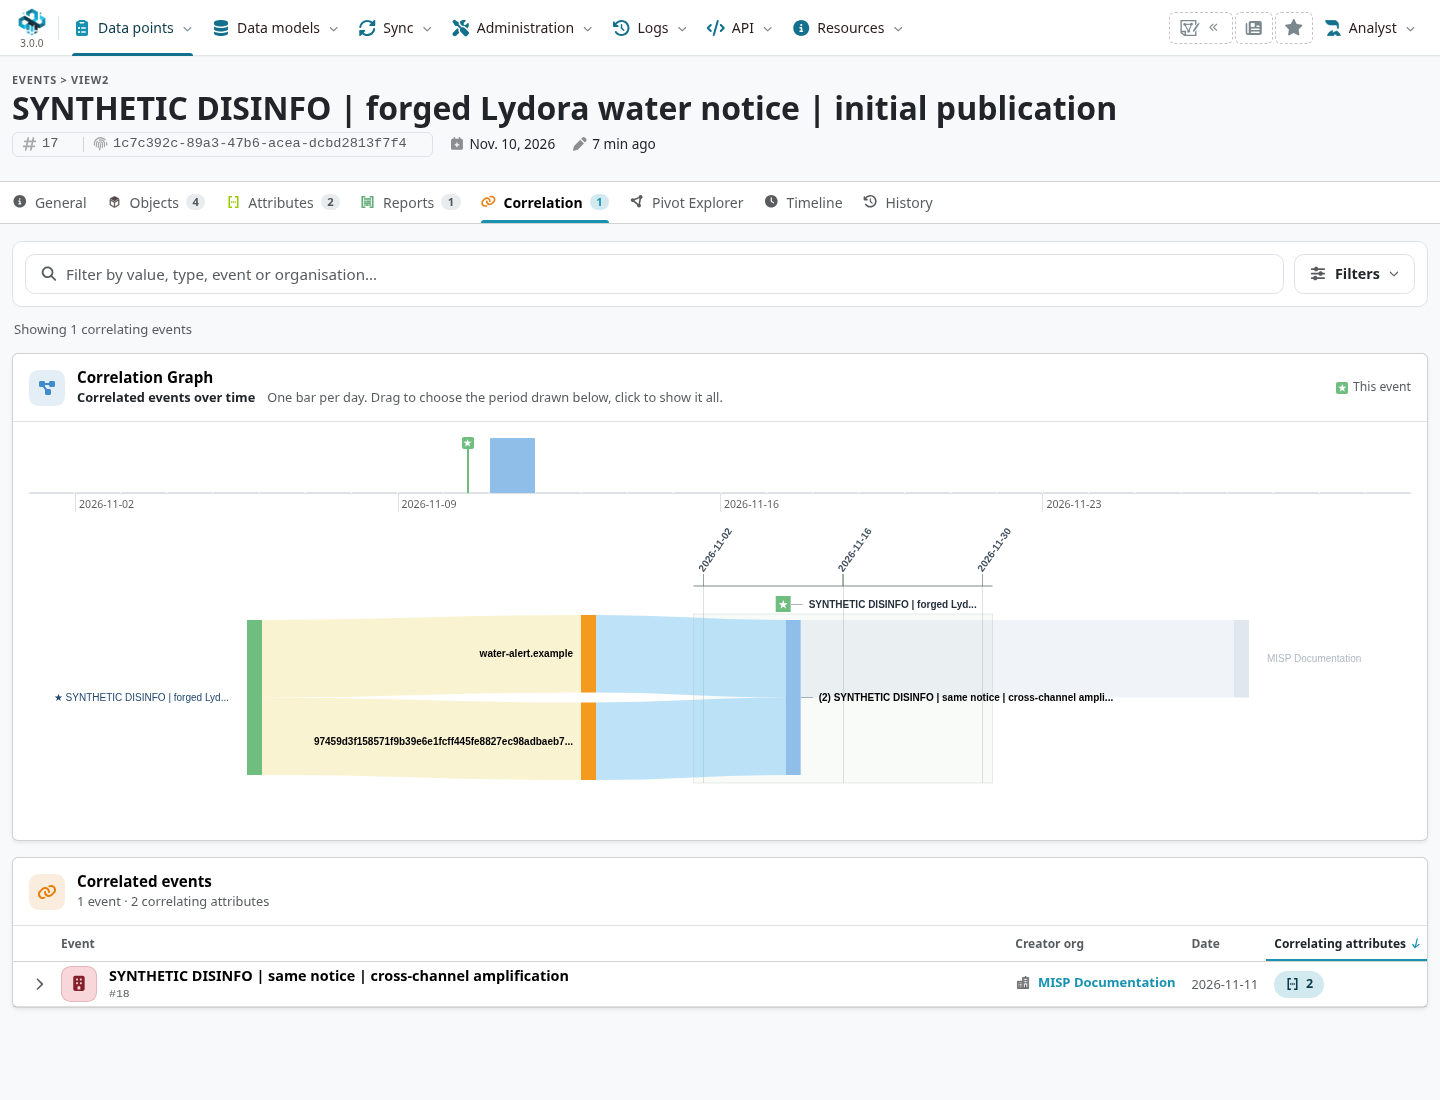 Data points
Data models
Sync
Administration
Logs
API
Resources
Analyst
3.0.0
EVENTS > VIEW2
SYNTHETIC DISINFO | forged Lydora water notice | initial publication
17
1c7c392c-89a3-47b6-acea-dcbd2813f7f4
Nov. 10, 2026
7 min ago
General
Objects 4
Attributes 2
Reports 1
Correlation 1
Pivot Explorer
Timeline
History
Filter by value, type, event or organisation...
Filters
Showing 1 correlating events
Correlation Graph
Correlated events over time One bar per day. Drag to choose the period drawn below, click to show it all.
This event
2026-11-02
2026-11-09
2026-11-16
2026-11-23
2026-11-02
2026-11-16
2026-11-30
SYNTHETIC DISINFO | forged Lyd...
water-alert.example
MISP Documentation
★ SYNTHETIC DISINFO | forged Lyd...
(2) SYNTHETIC DISINFO | same notice | cross-channel ampli...
97459d3f158571f9b39e6e1fcff445fe8827ec98adbaeb7...
Correlated events
1 event · 2 correlating attributes
Event
Creator org
Date
Correlating attributes
SYNTHETIC DISINFO | same notice | cross-channel amplification
#18
MISP Documentation
2026-11-11
2